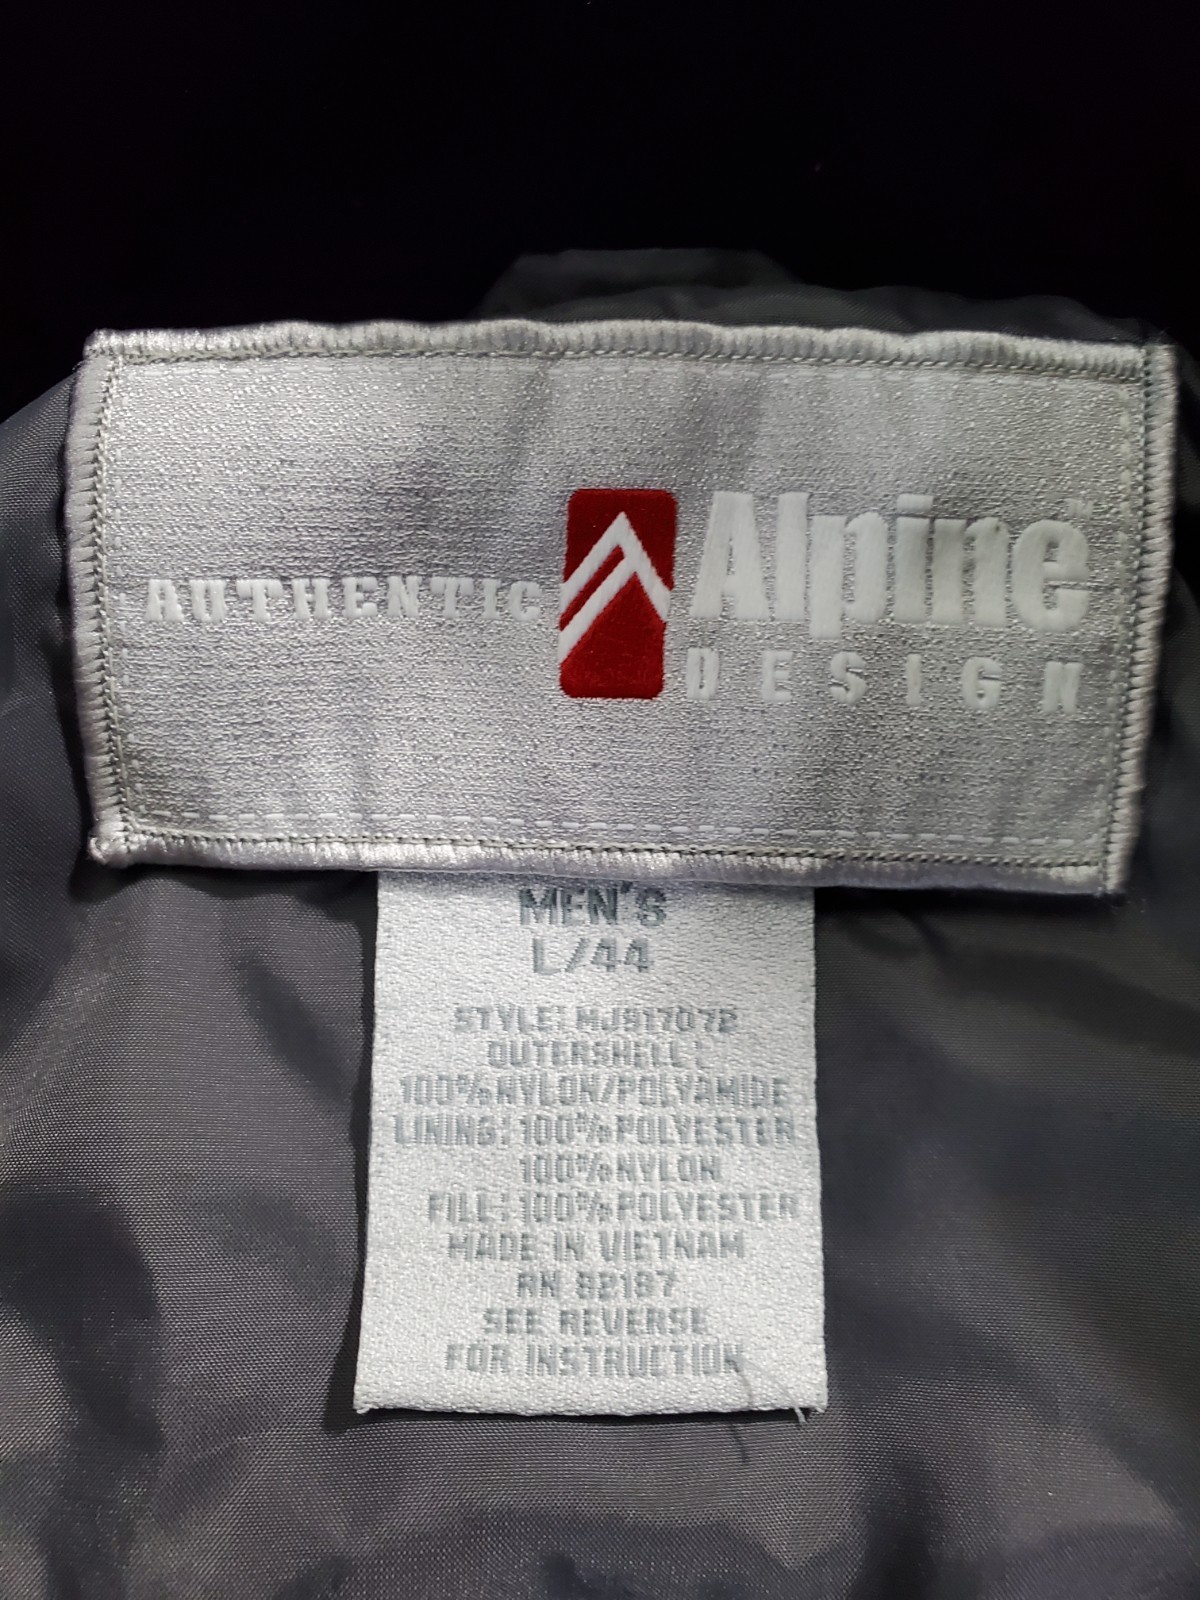 AUTHENTIC Alpine™
DESIGN
MEN'S
L/44
STYLE: MJ917072
OUTERSHELL:
100%NYLON/POLYAMIDE
LINING: 100%POLYESTER
100%NYLON
FILL: 100%POLYESTER
MADE IN VIETNAM
RN 82187
SEE REVERSE
FOR INSTRUCTION